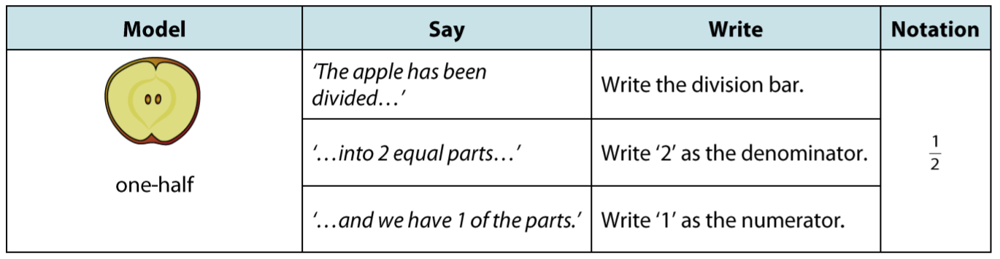 Model
Say
Write
Notation
one-half
‘The apple has been
divided…’
Write the division bar.
‘…into 2 equal parts…’
Write ‘2’ as the denominator.
‘…and we have 1 of the parts.’
Write ‘1’ as the numerator.
1
2